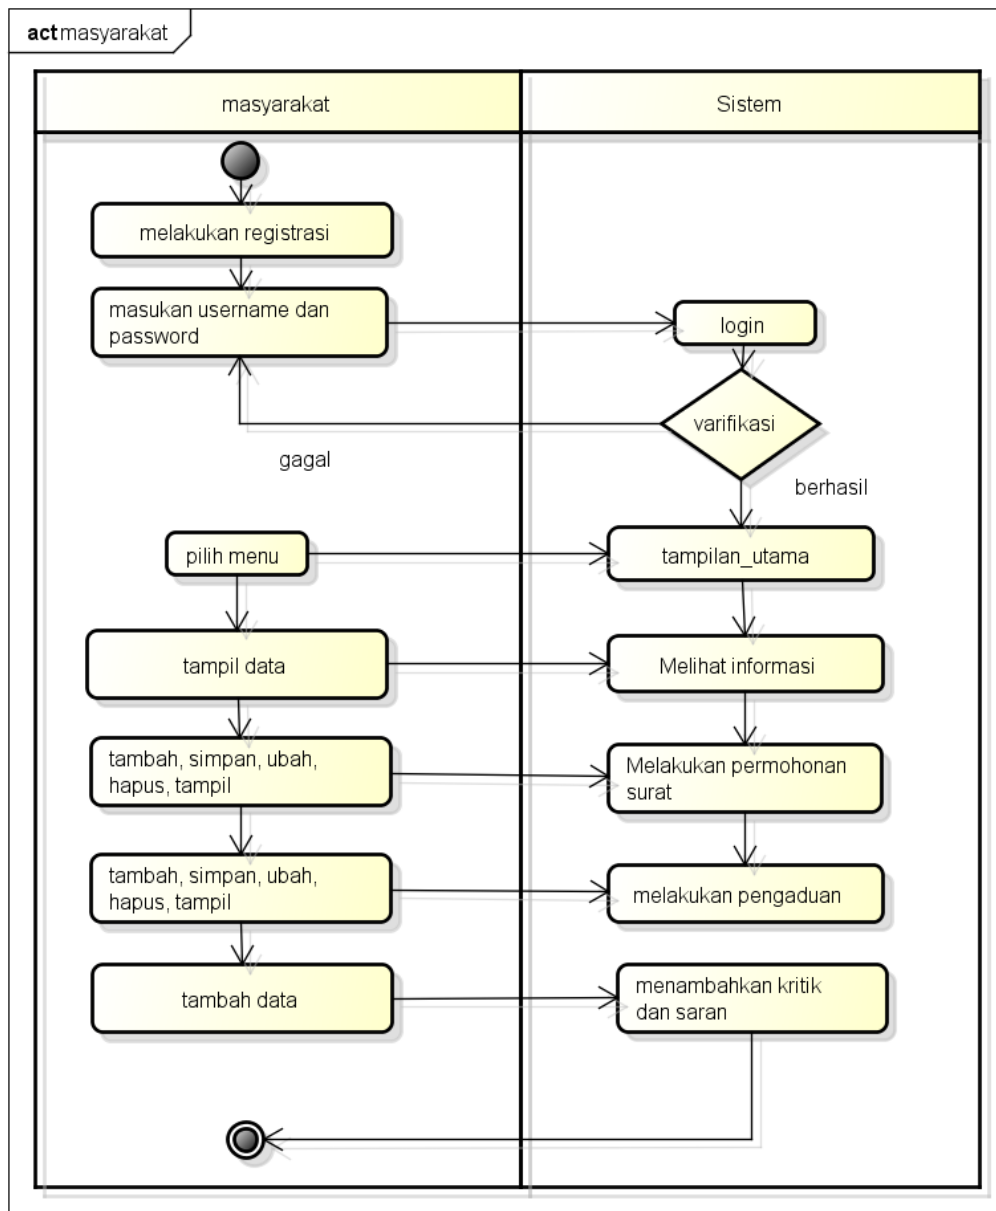 act masyarakat
masyarakat
Sistem
melakukan registrasi
masukan username dan
password
login
varifikasi
gagal
berhasil
pilih menu
tampilan_utama
tampil data
Melihat informasi
tambah, simpan, ubah,
hapus, tampil
Melakukan permohonan
surat
tambah, simpan, ubah,
hapus, tampil
melakukan pengaduan
tambah data
menambahkan kritik
dan saran